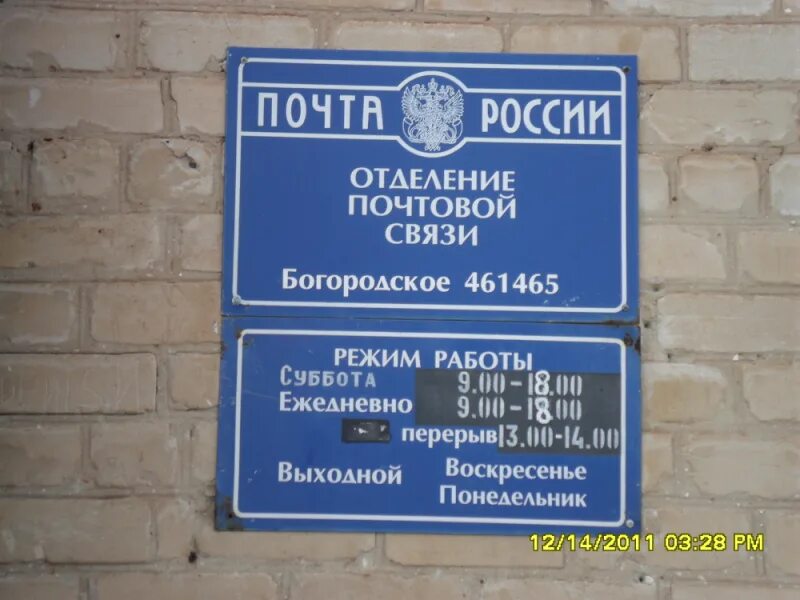 ПОЧТА РОССИИ
ОТДЕЛЕНИЕ
ПОЧТОВОЙ
СВЯЗИ
Богородское 461465
РЕЖИМ РАБОТЫ
СУББОТА 9.00-18.00
Ежедневно 9.00-18.00
перерыв 13.00-14.00
Выходной Воскресенье
Понедельник
12/14/2011 03:28 PM